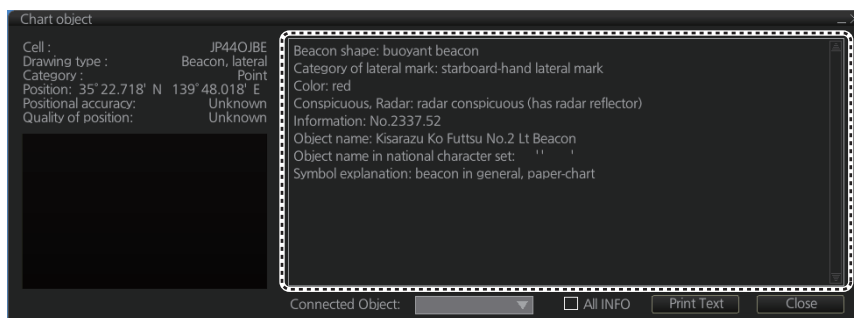 Chart object
Cell : JP44OJBE
Drawing type : Beacon, lateral
Category : Point
Position: 35°22.718' N 139°48.018' E
Positional accuracy: Unknown
Quality of position: Unknown
Beacon shape: buoyant beacon
Category of lateral mark: starboard-hand lateral mark
Color: red
Conspicuous, Radar: radar conspicuous (has radar reflector)
Information: No.2337.52
Object name: Kisarazu Ko Futtsu No.2 Lt Beacon
Object name in national character set:
Symbol explanation: beacon in general, paper-chart
Connected Object:
All INFO
Print Text
Close